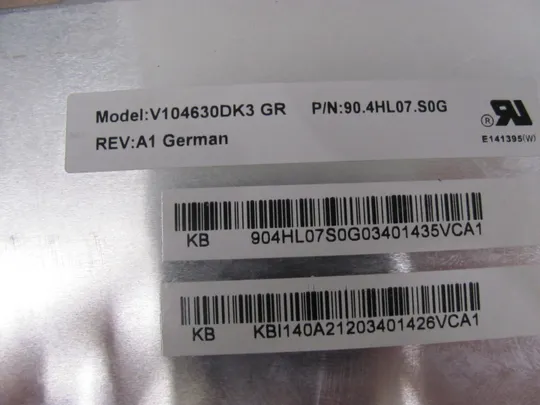 Model:V104630DK3 GR P/N:90.4HL07.S0G
REV:A1 German
E141395(W)
KB 904HL07S0G03401435VCA1
KB KBI140A21203401426VCA1